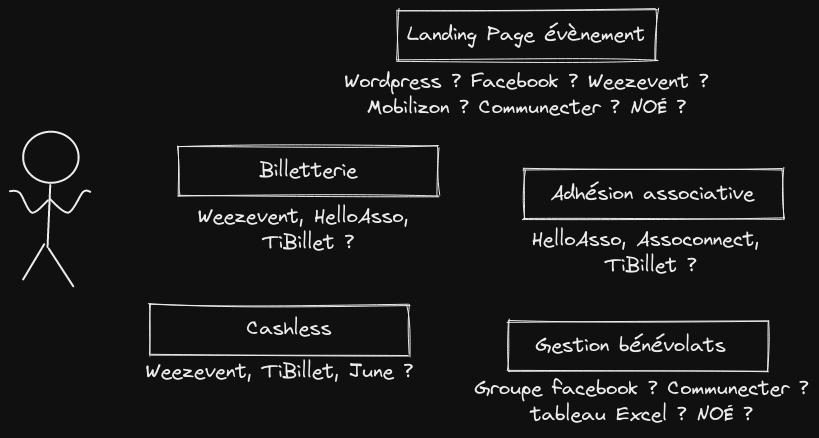 Landing Page évènement
Wordpress ? Facebook ? Weezevent ?
Mobilizon ? Communecter ? NOÉ ?
Billetterie
Weezevent, HelloAsso,
TiBillet ?
Adhésion associative
HelloAsso, Assoconnect,
TiBillet ?
Cashless
Weezevent, TiBillet, June ?
Gestion bénévolats
Groupe facebook ? Communecter ?
tableau Excel ? NOÉ ?